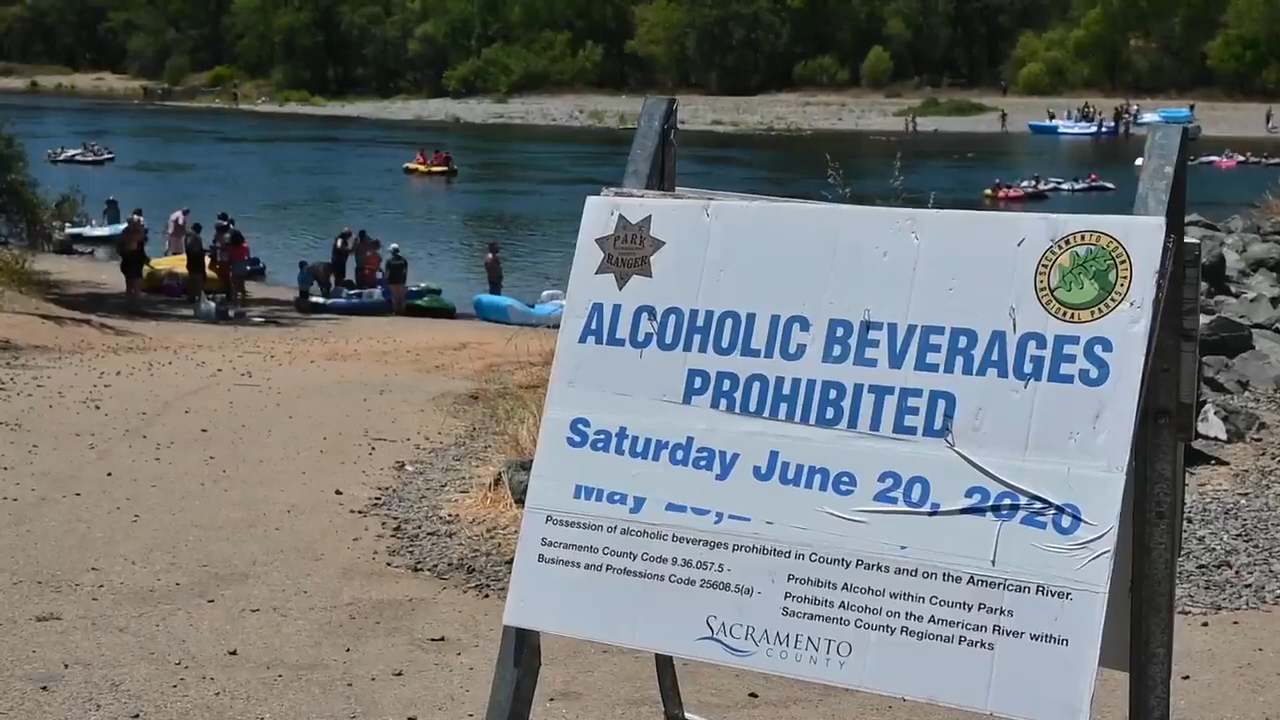 PARK
RANGER
SACRAMENTO COUNTY
REGIONAL PARKS
ALCOHOLIC BEVERAGES
PROHIBITED
Saturday June 20, 2020
May
Possession of alcoholic beverages prohibited in County Parks and on the American River.
Sacramento County Code 9.36.057.5 - Prohibits Alcohol within County Parks
Business and Professions Code 25608.5(a) - Prohibits Alcohol on the American River within
Sacramento County Regional Parks
SACRAMENTO
COUNTY